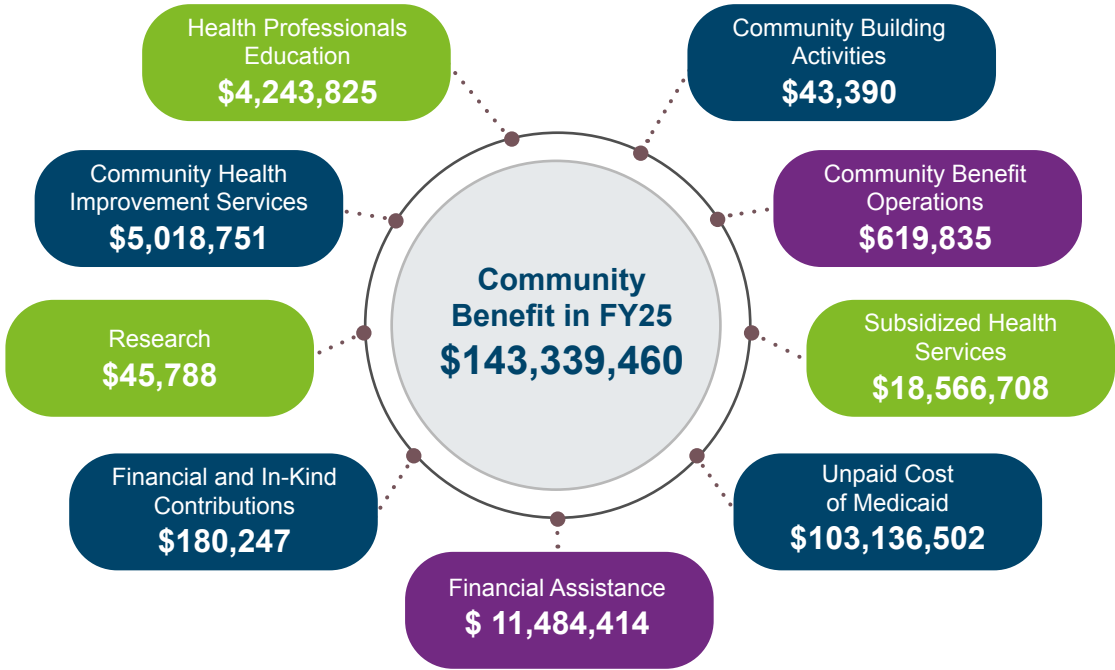 Health Professionals
Education
$4,243,825
Community Building
Activities
$43,390
Community Health
Improvement Services
$5,018,751
Community Benefit
Operations
$619,835
Community
Benefit in FY25
$143,339,460
Research
$45,788
Subsidized Health
Services
$18,566,708
Financial and In-Kind
Contributions
$180,247
Unpaid Cost
of Medicaid
$103,136,502
Financial Assistance
$ 11,484,414